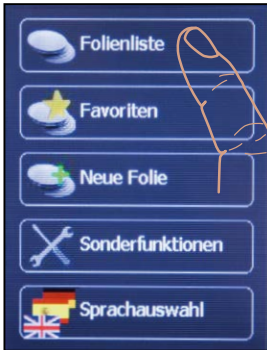 Folienliste
Favoriten
Neue Folie
Sonderfunktionen
Sprachauswahl